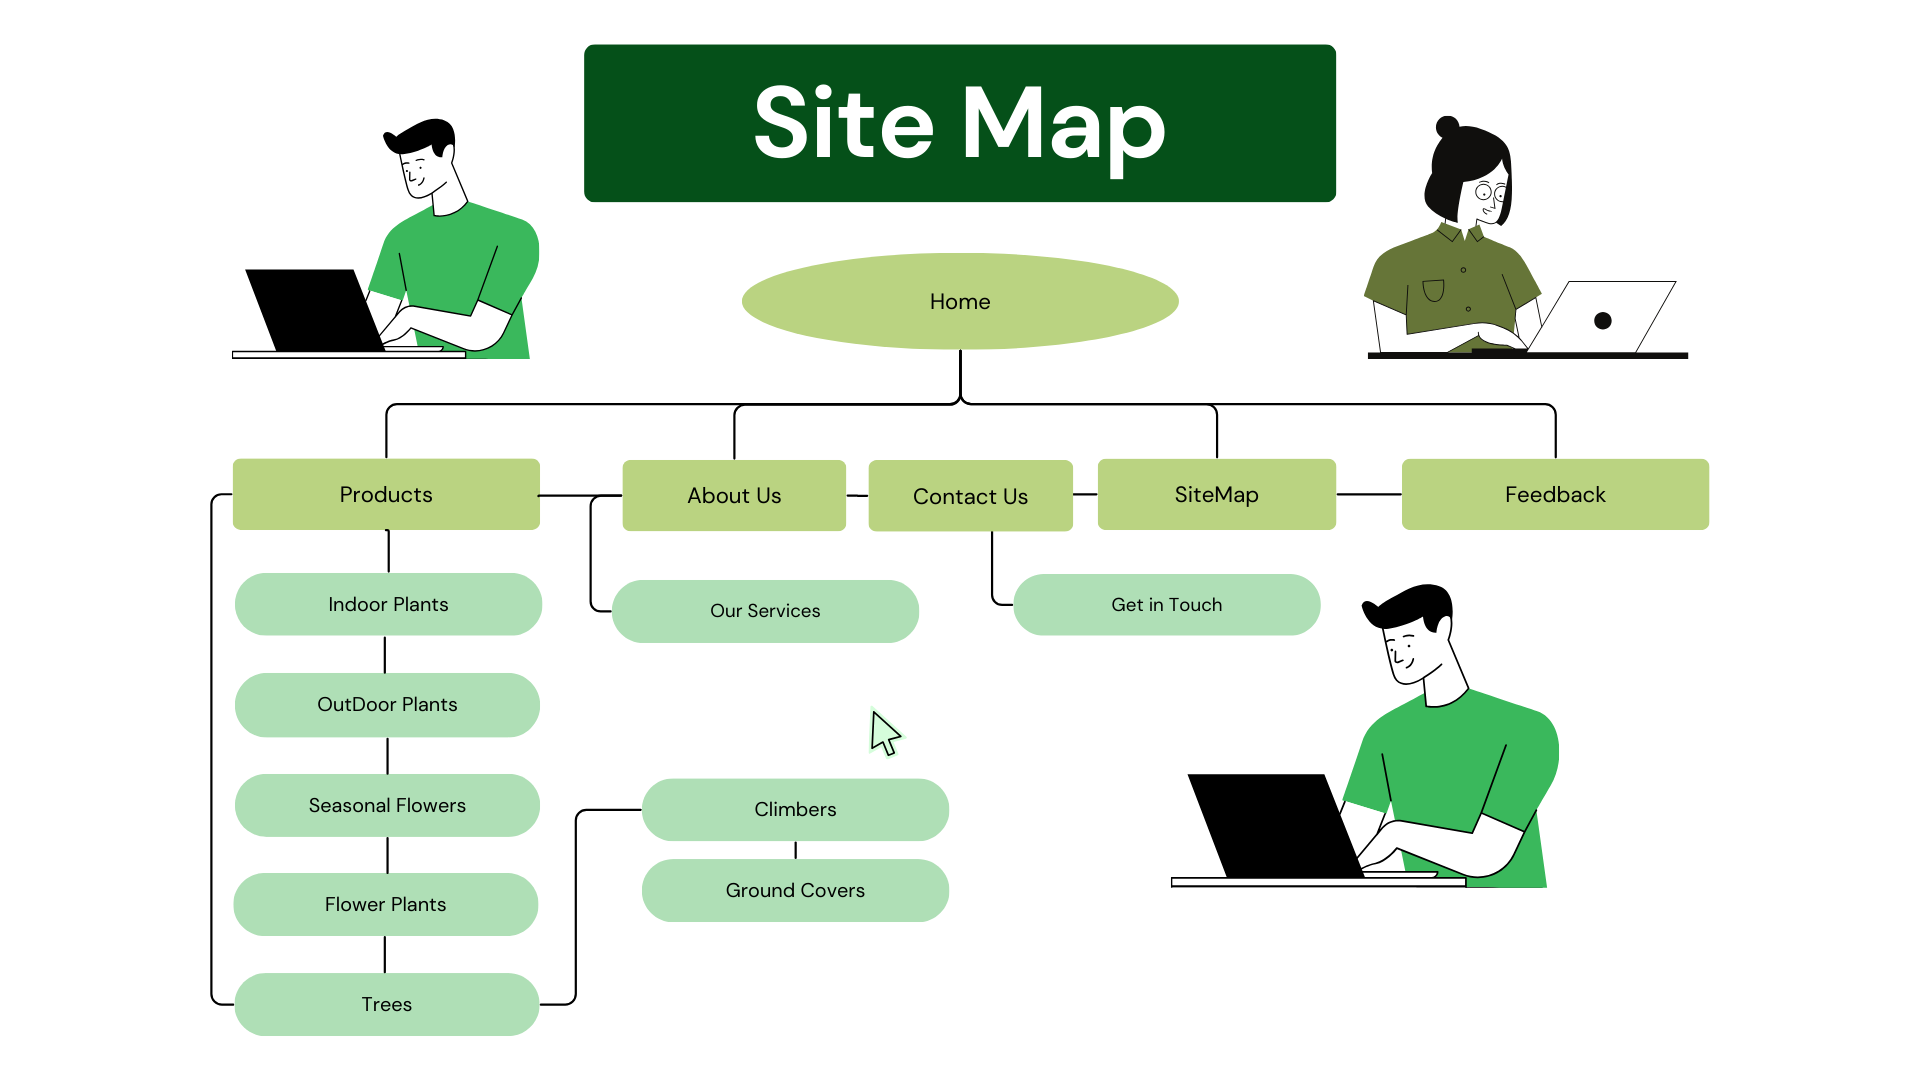 Site Map
Home
Products
About Us
Contact Us
SiteMap
Feedback
Indoor Plants
Our Services
Get in Touch
OutDoor Plants
Seasonal Flowers
Climbers
Flower Plants
Ground Covers
Trees